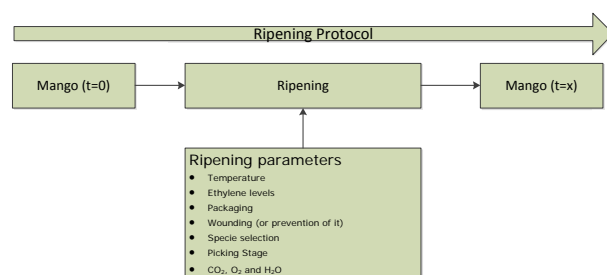 Ripening Protocol
Mango (t=0)
Ripening
Mango (t=x)
Ripening parameters
• Temperature
• Ethylene levels
• Packaging
• Wounding (or prevention of it)
• Specie selection
• Picking Stage
• CO₂, O₂ and H₂O